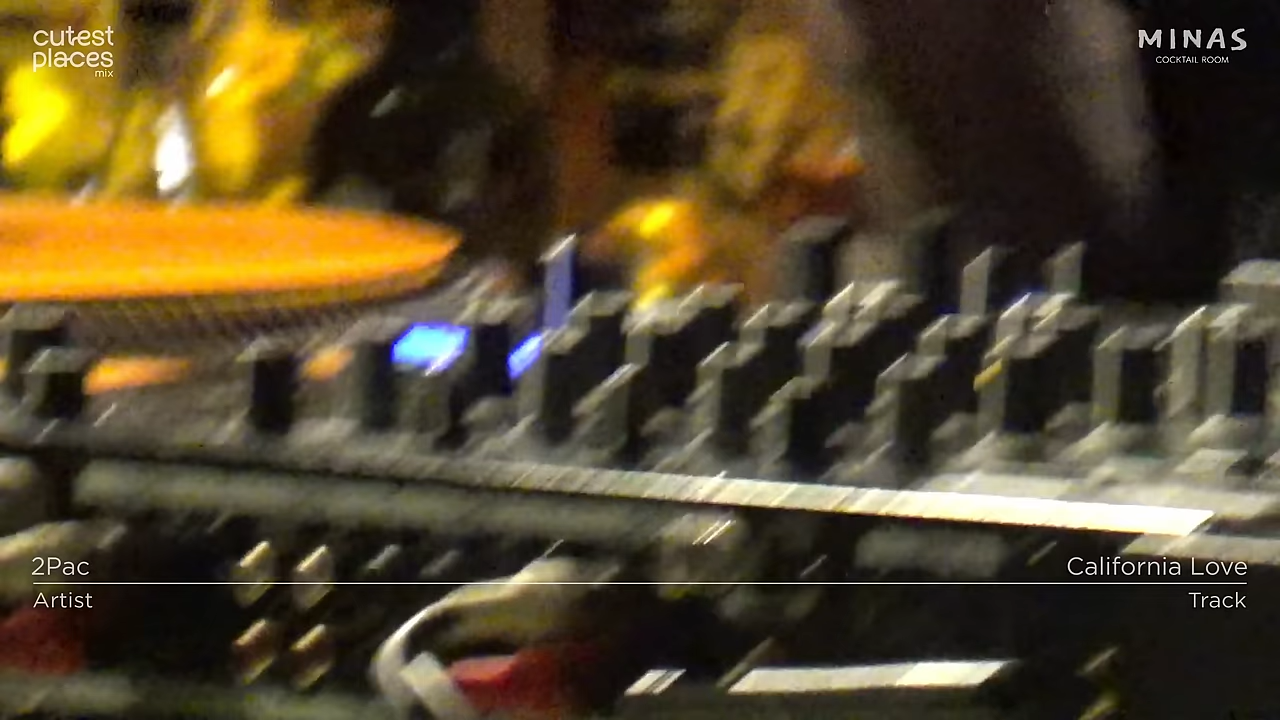 cutest
places
mix
MINAS
COCKTAIL ROOM
2Pac
California Love
Artist
Track